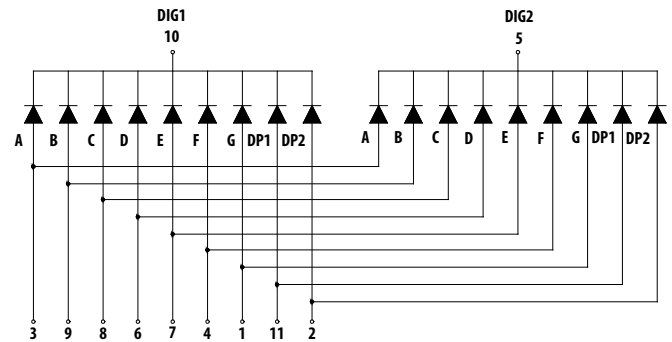 DIG1 DIG2
10 5
A B C D E F G DP1 DP2 A B C D E F G DP1 DP2
3 9 8 6 7 4 1 11 2